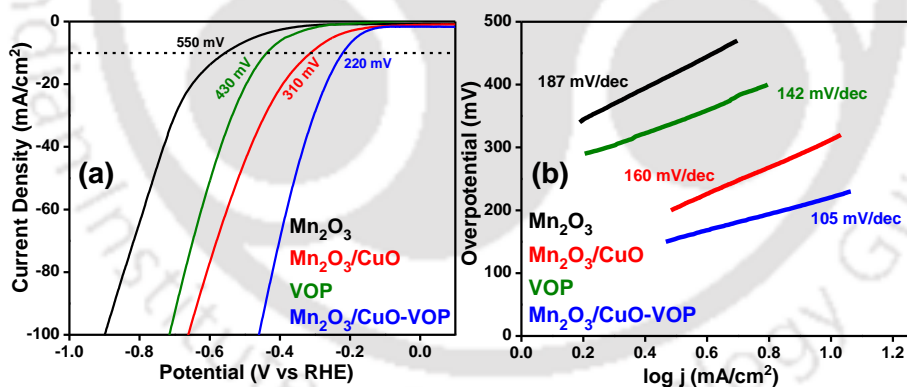 0
-20
-40
-60
-80
-100
-1.0 -0.8 -0.6 -0.4 -0.2 0.0
Current Density (mA/cm²)
Potential (V vs RHE)
550 mV
430 mV
310 mV
220 mV
(a)
Mn₂O₃
Mn₂O₃/CuO
VOP
Mn₂O₃/CuO-VOP
500
400
300
200
100
0
0.0 0.2 0.4 0.6 0.8 1.0 1.2
Overpotential (mV)
log j (mA/cm²)
187 mV/dec
142 mV/dec
160 mV/dec
105 mV/dec
(b)
Mn₂O₃
Mn₂O₃/CuO
VOP
Mn₂O₃/CuO-VOP